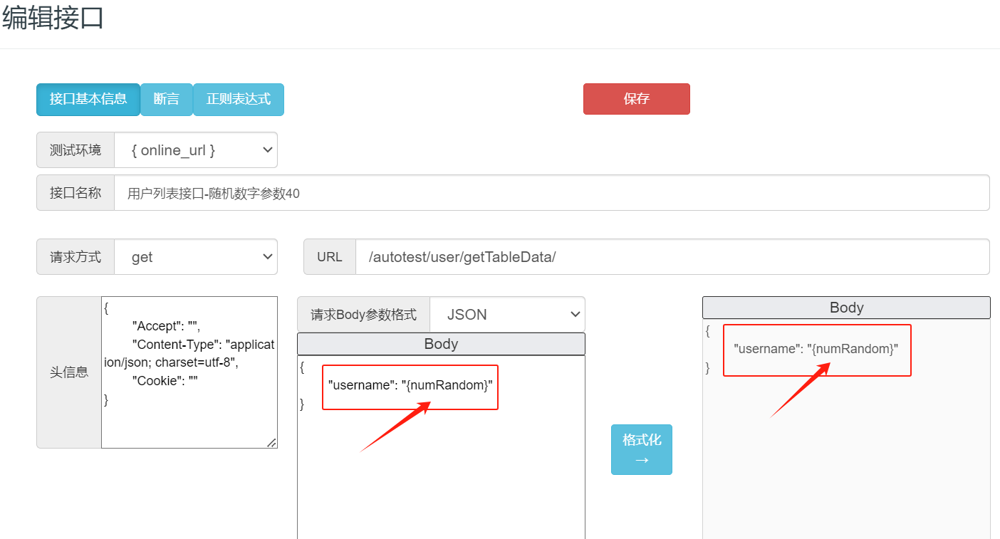 编辑接口
接口基本信息 断言 正则表达式 保存
测试环境 { online_url }
接口名称 用户列表接口-随机数字参数40
请求方式 get URL /autotest/user/getTableData/
头信息
{
"Accept": "",
"Content-Type": "applicat
ion/json; charset=utf-8",
"Cookie": ""
}
请求Body参数格式 JSON
Body
{
"username": "{numRandom}"
}
格式化
→
Body
{
"username": "{numRandom}"
}